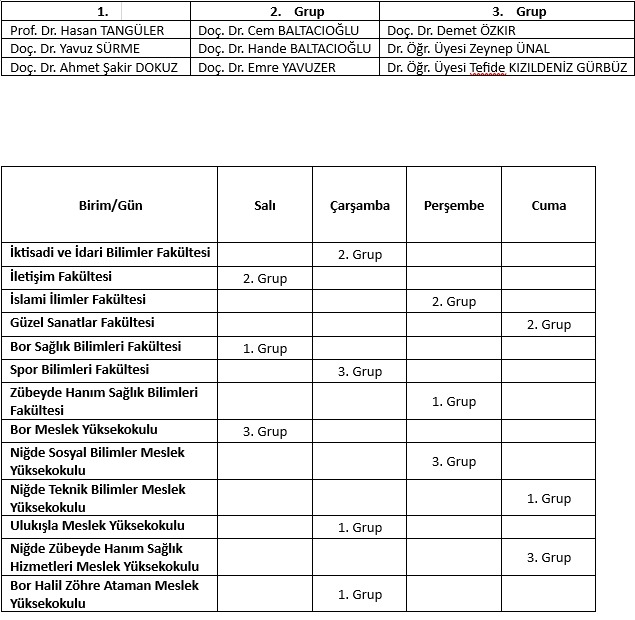 1. 2. Grup 3. Grup
Prof. Dr. Hasan TANGÜLER Doç. Dr. Cem BALTACIOĞLU Doç. Dr. Demet ÖZKIR
Doç. Dr. Yavuz SÜRME Doç. Dr. Hande BALTACIOĞLU Dr. Öğr. Üyesi Zeynep ÜNAL
Doç. Dr. Ahmet Şakir DOKUZ Doç. Dr. Emre YAVUZER Dr. Öğr. Üyesi Tefide KIZILDENİZ GÜRBÜZ
Birim/Gün Salı Çarşamba Perşembe Cuma
İktisadi ve İdari Bilimler Fakültesi 2. Grup
İletişim Fakültesi 2. Grup
İslami İlimler Fakültesi 2. Grup
Güzel Sanatlar Fakültesi 2. Grup
Bor Sağlık Bilimleri Fakültesi 1. Grup
Spor Bilimleri Fakültesi 3. Grup
Zübeyde Hanım Sağlık Bilimleri
Fakültesi 1. Grup
Bor Meslek Yüksekokulu 3. Grup
Niğde Sosyal Bilimler Meslek
Yüksekokulu 3. Grup
Niğde Teknik Bilimler Meslek
Yüksekokulu 1. Grup
Ulukışla Meslek Yüksekokulu 1. Grup
Niğde Zübeyde Hanım Sağlık
Hizmetleri Meslek Yüksekokulu 3. Grup
Bor Halil Zöhre Ataman Meslek
Yüksekokulu 1. Grup